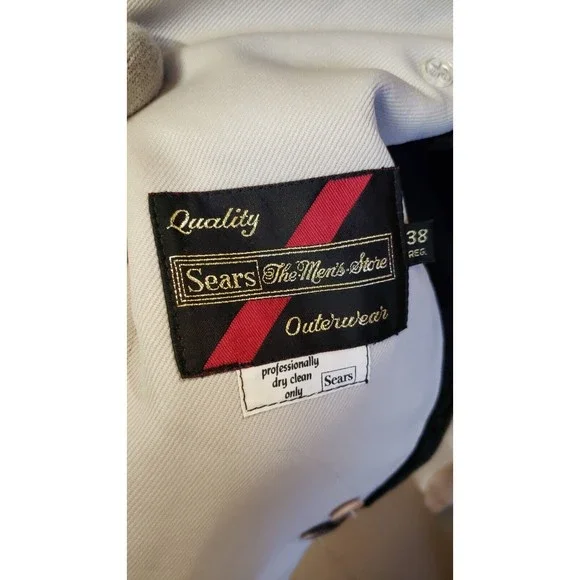 Quality
Sears The Men's Store
Outerwear
38
REG.
professionally
dry clean
only
Sears